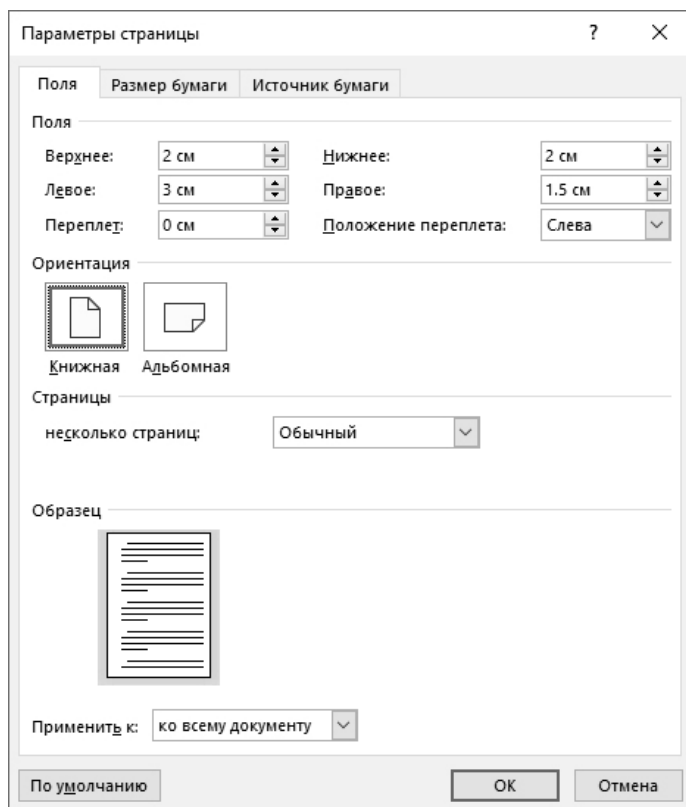 Параметры страницы ?
Поля Размер бумаги Источник бумаги
Поля
Верхнее: 2 см Нижнее: 2 см
Левое: 3 см Правое: 1.5 см
Переплет: 0 см Положение переплета: Слева
Ориентация
Книжная Альбомная
Страницы
несколько страниц: Обычный
Образец
Применить к: ко всему документу
По умолчанию ОК Отмена